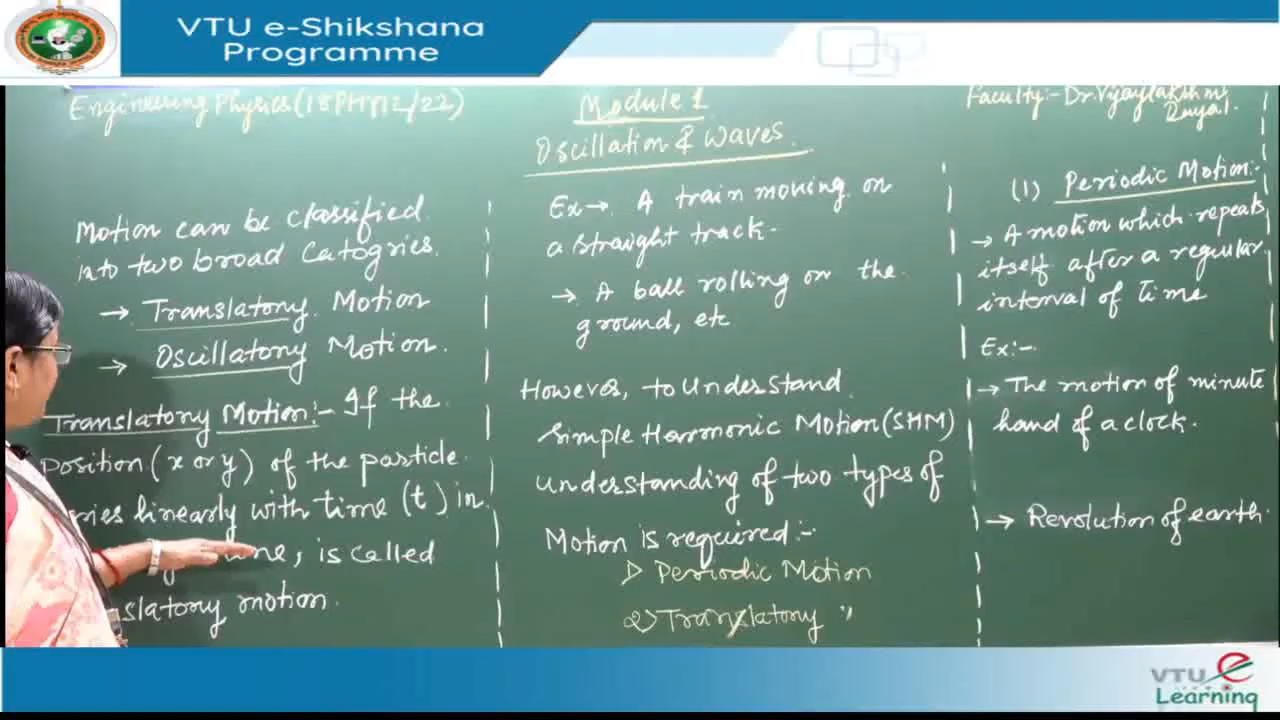 VTU e-Shikshana
Programme
Engineering Physics (18PHY12/22)
Module 1
Oscillation & Waves
Faculty:- Dr. Vijaylakshmi
Dayal.
Motion can be classified
into two broad Catogries.
→ Translatory Motion
→ Oscillatory Motion.
Translatory Motion:- If the
Position (x or y) of the particle
linearly with time (t) in
, is called
motion.
Ex→ A train moving on
a straight track.
→ A ball rolling on the
ground, etc
However, to understand
Simple Harmonic Motion (SHM)
understanding of two types of
Motion is required:-
1> Periodic Motion
2) Translatory "
(1) Periodic Motion:-
→ A motion which repeats
itself after a regular
interval of time
Ex:-
→ The motion of minute
hand of a clock.
→ Revolution of earth.
VTU e
Learning